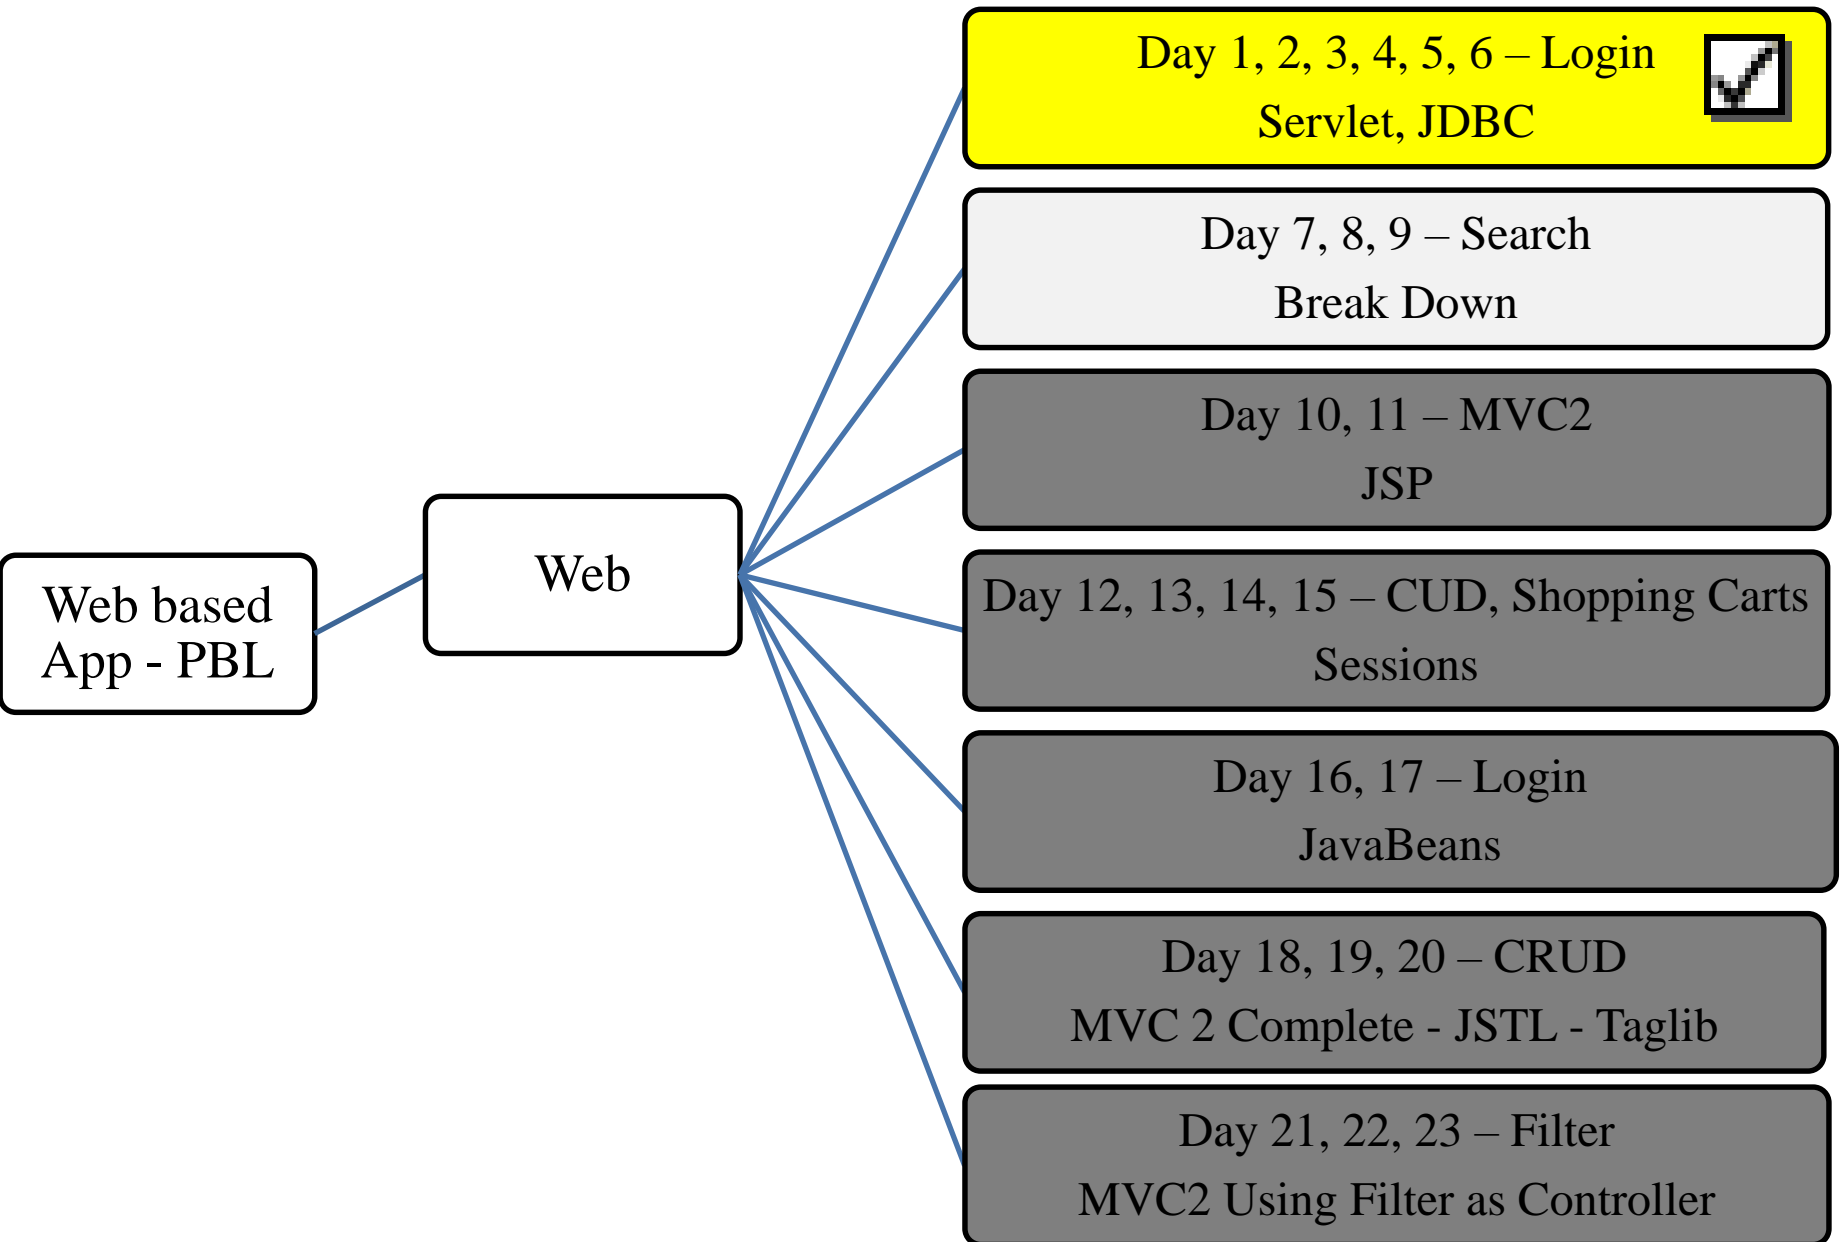 Web based
App - PBL
Web
Day 1, 2, 3, 4, 5, 6 – Login
Servlet, JDBC
Day 7, 8, 9 – Search
Break Down
Day 10, 11 – MVC2
JSP
Day 12, 13, 14, 15 – CUD, Shopping Carts
Sessions
Day 16, 17 – Login
JavaBeans
Day 18, 19, 20 – CRUD
MVC 2 Complete - JSTL - Taglib
Day 21, 22, 23 – Filter
MVC2 Using Filter as Controller